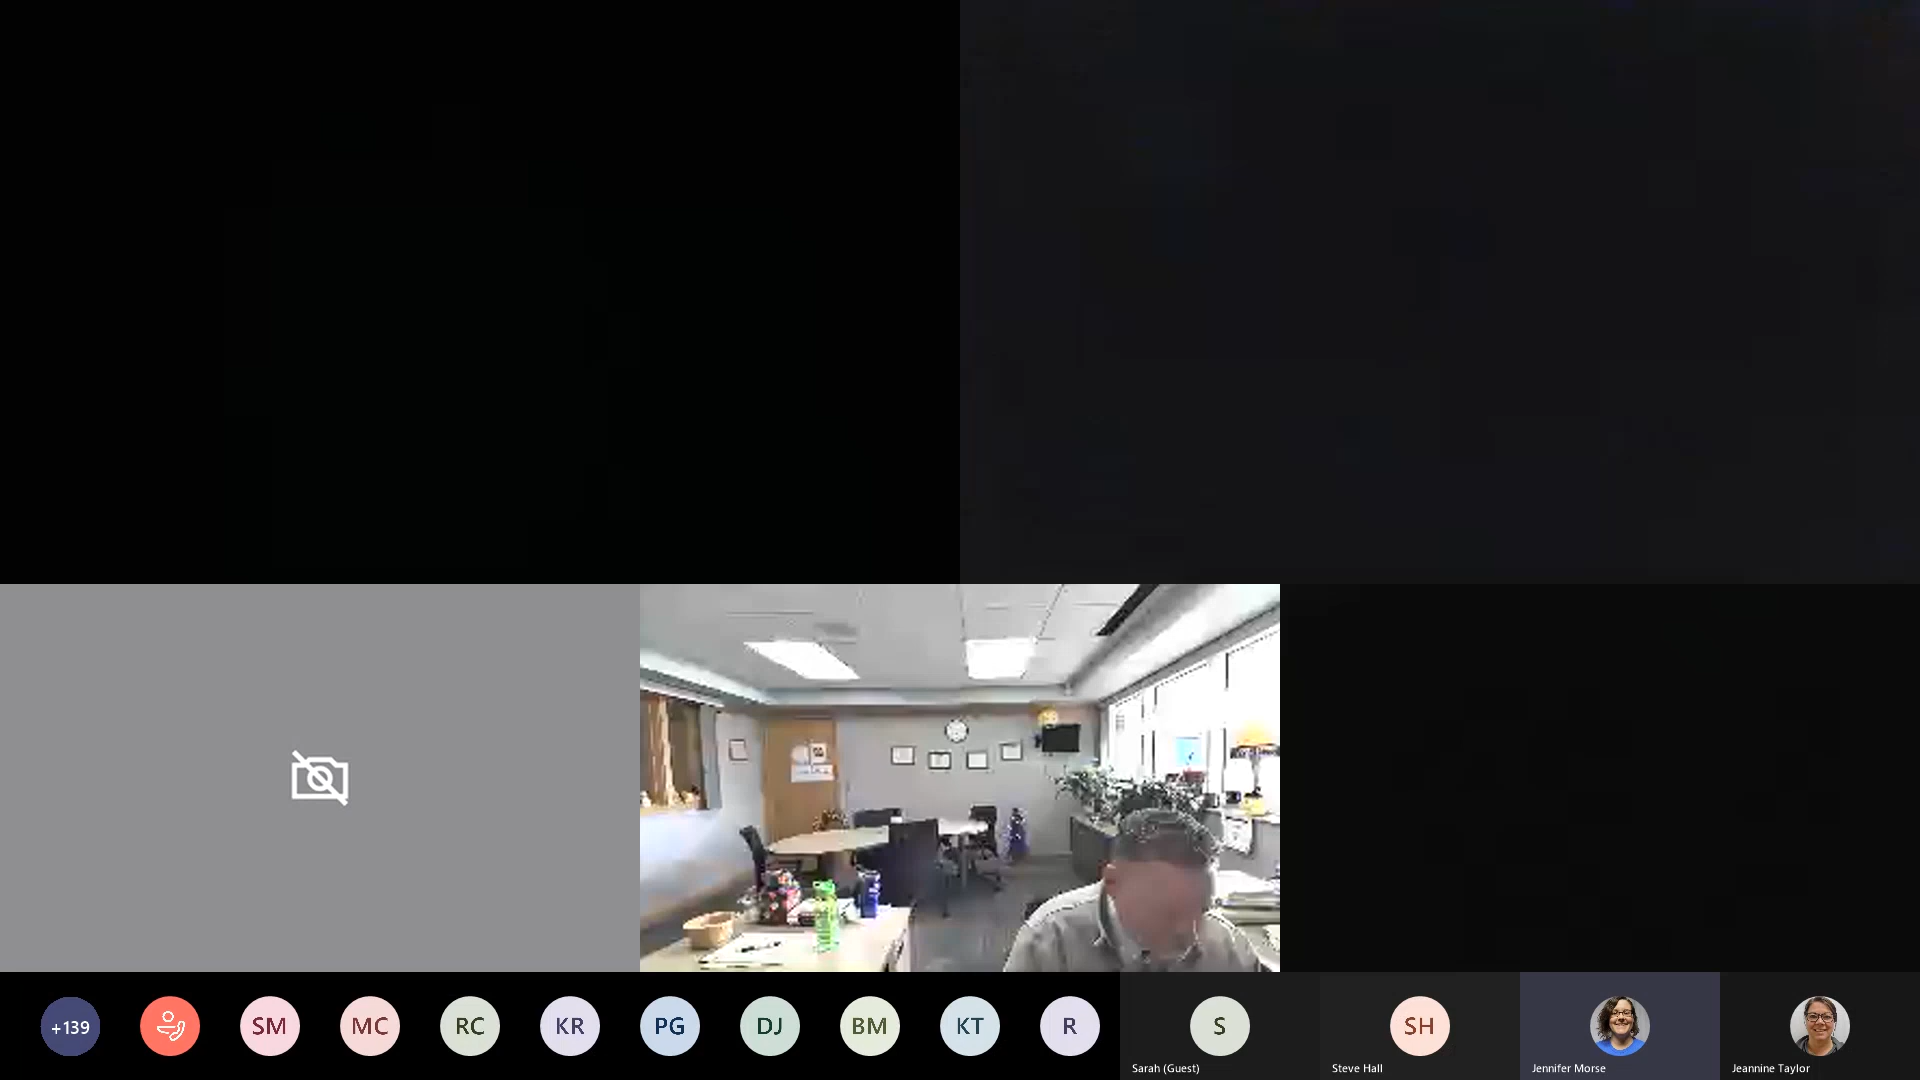 +139
SM
MC
RC
KR
PG
DJ
BM
KT
R
S
SH
Sarah (Guest)
Steve Hall
Jennifer Morse
Jeannine Taylor